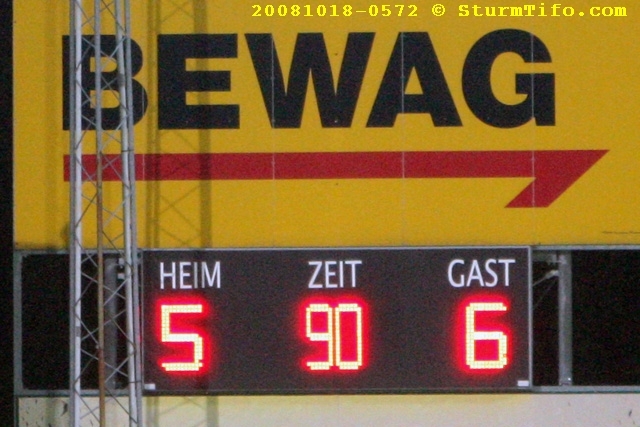 20081018-0572 © SturmTifo.com
BEWAG
HEIM ZEIT GAST
5 90 6